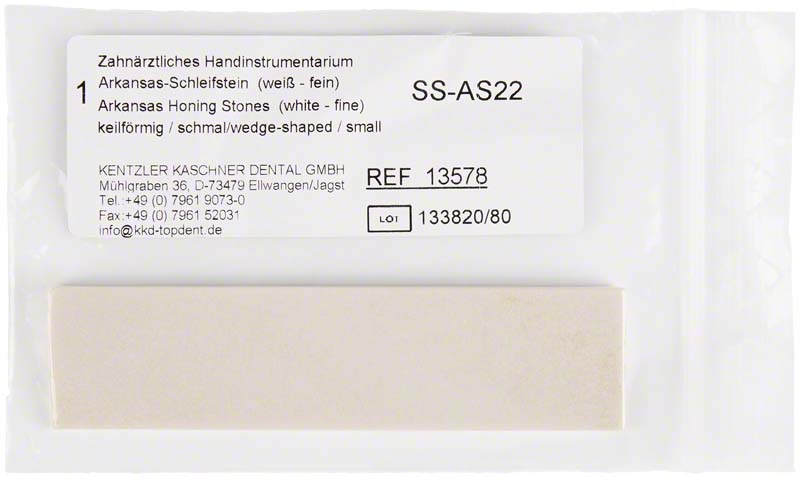 Zahnärztliches Handinstrumentarium
1
Arkansas-Schleifstein (weiß - fein)
Arkansas Honing Stones (white - fine)
keilförmig / schmal/wedge-shaped / small
SS-AS22
KENTZLER KASCHNER DENTAL GMBH
Mühlgraben 36, D-73479 Ellwangen/Jagst
Tel.:+49 (0) 7961 9073-0
Fax:+49 (0) 7961 52031
info@kkd-topdent.de
REF 13578
LOT 133820/80